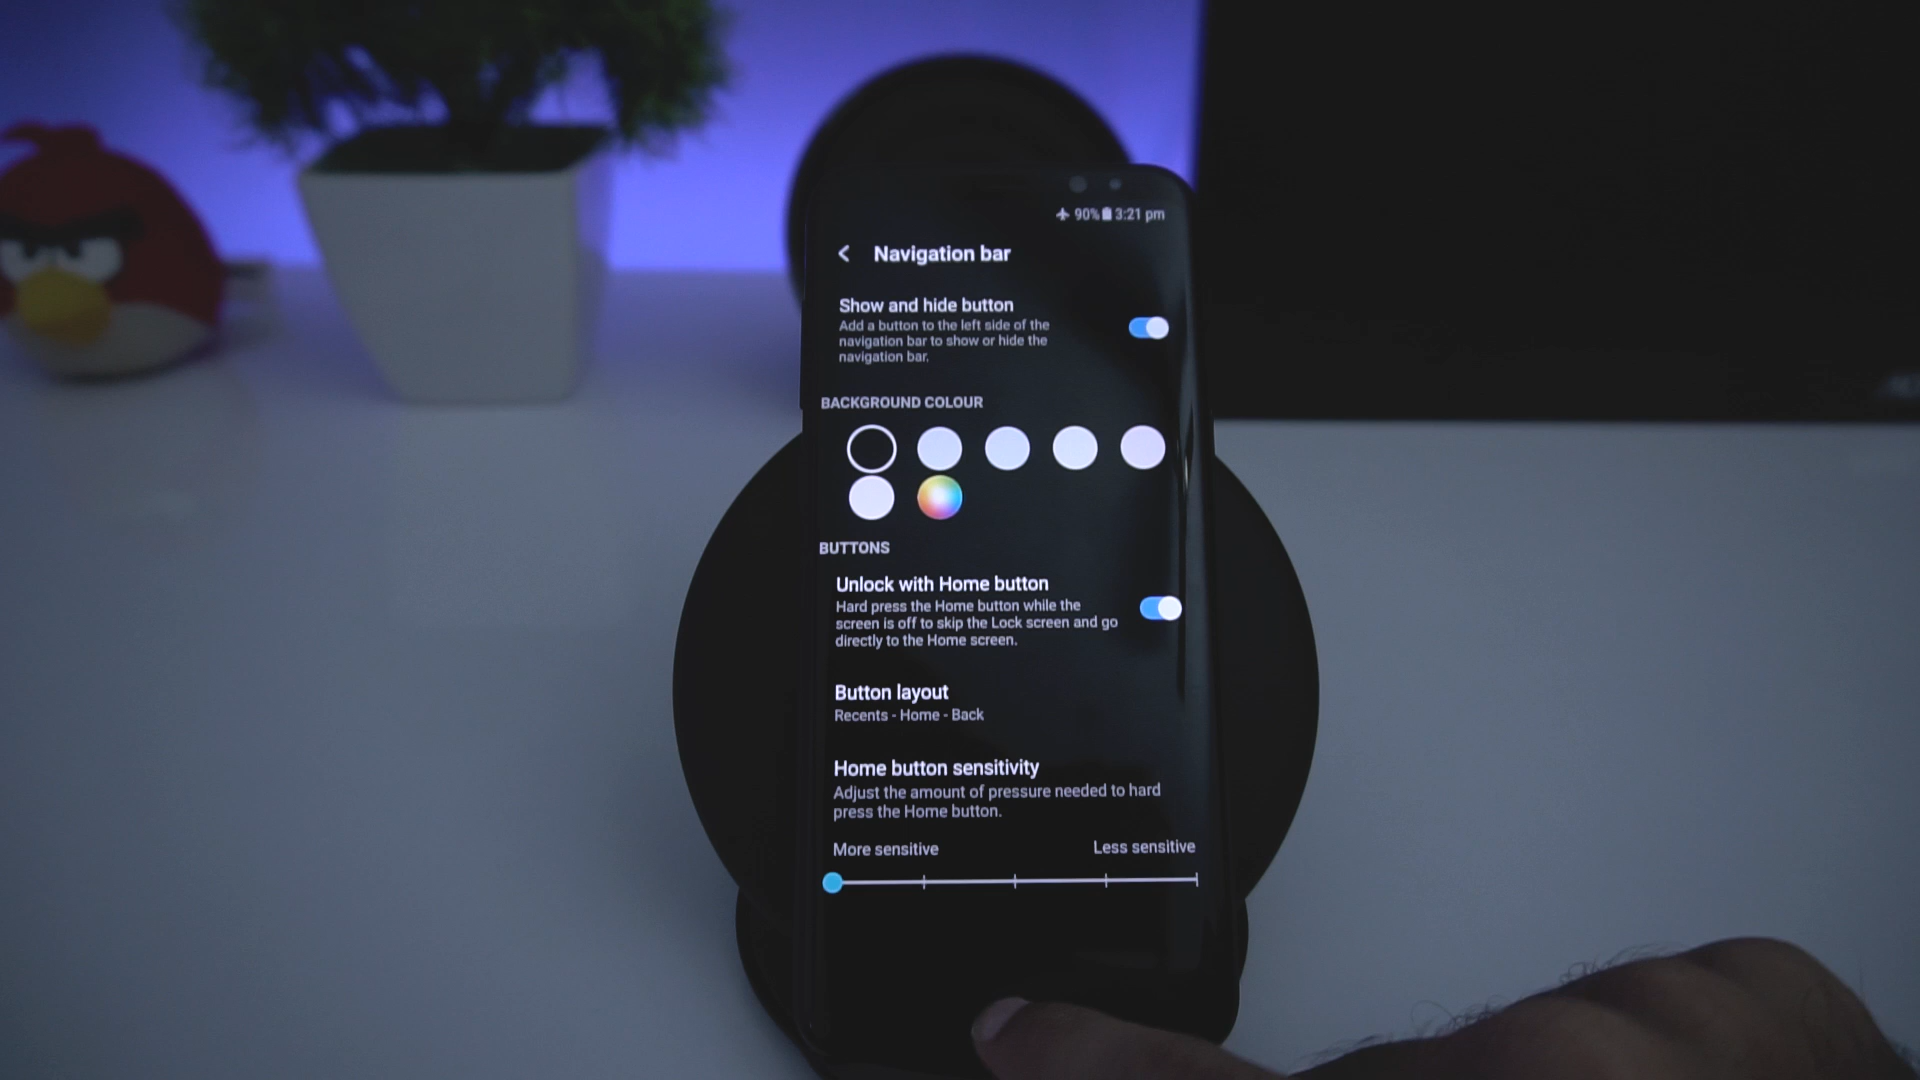 90% 3:21 pm
Navigation bar
Show and hide button
Add a button to the left side of the
navigation bar to show or hide the
navigation bar.
BACKGROUND COLOUR
BUTTONS
Unlock with Home button
Hard press the Home button while the
screen is off to skip the Lock screen and go
directly to the Home screen.
Button layout
Recents - Home - Back
Home button sensitivity
Adjust the amount of pressure needed to hard
press the Home button.
More sensitive
Less sensitive